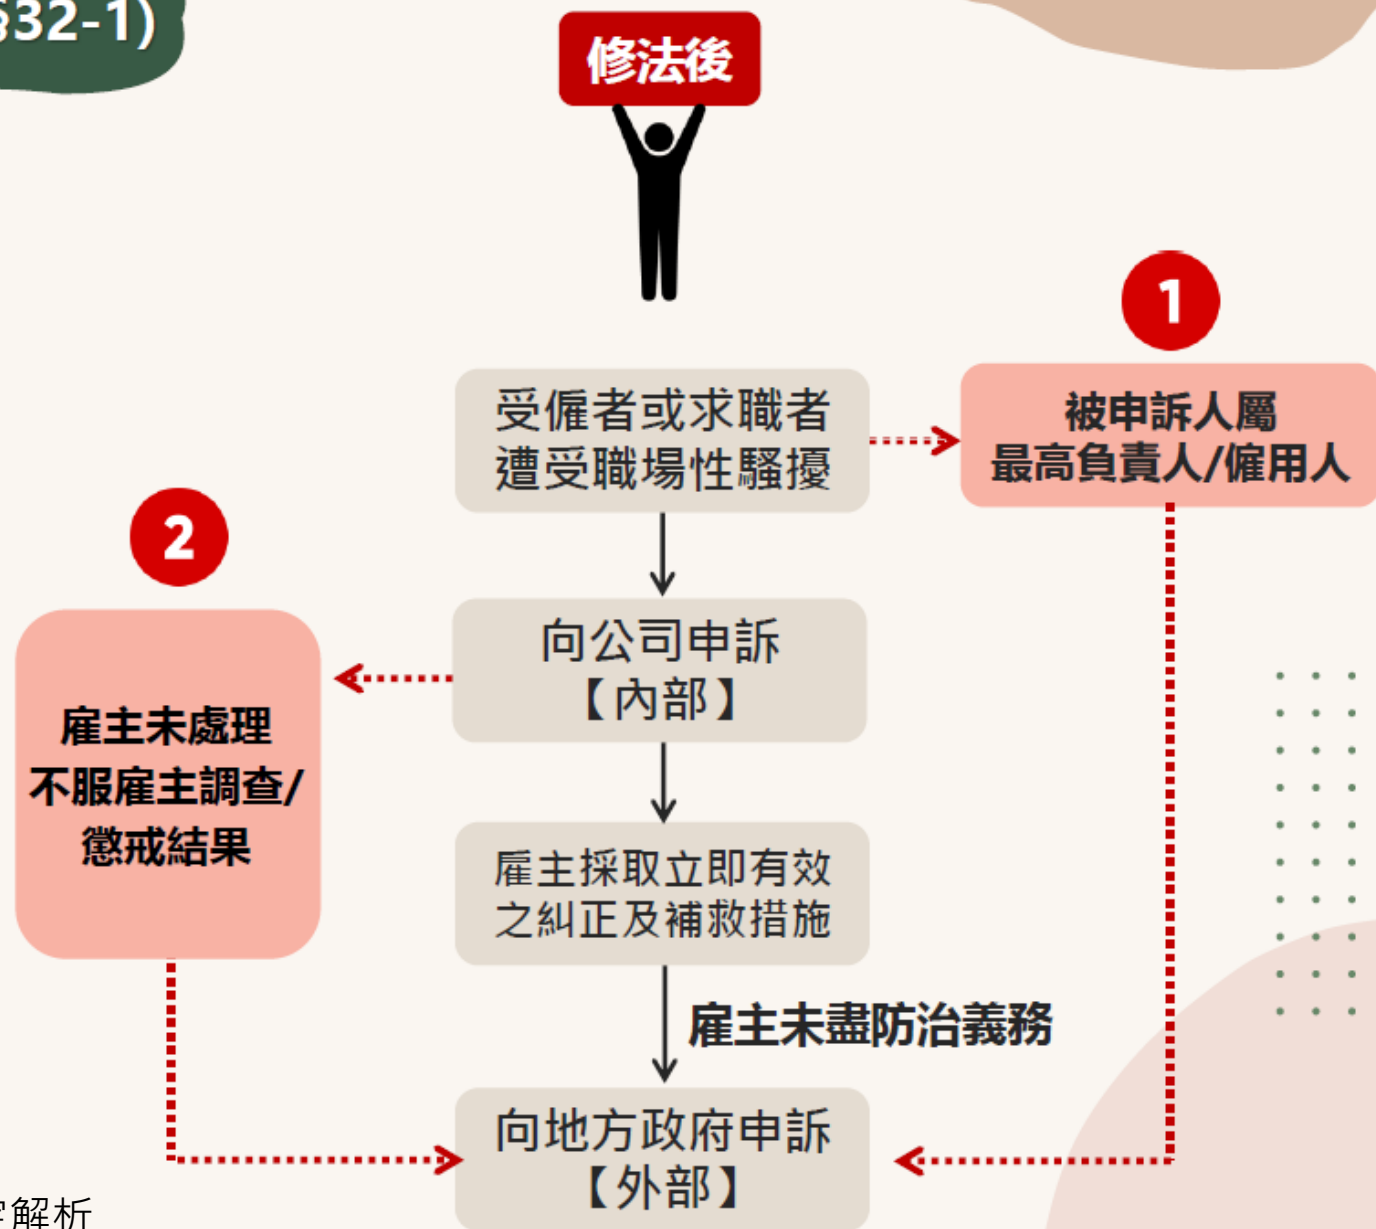 §32-1)
修法後
1
受僱者或求職者
遭受職場性騷擾
被申訴人屬
最高負責人/僱用人
2
向公司申訴
【內部】
雇主未處理
不服雇主調查/
懲戒結果
雇主採取立即有效
之糾正及補救措施
雇主未盡防治義務
向地方政府申訴
【外部】
解析